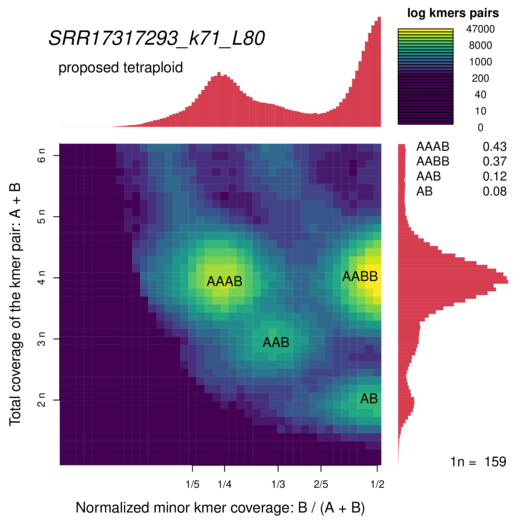 SRR17317293_k71_L80
proposed tetraploid
log kmers pairs
47000
8000
1000
200
40
10
0
AAAB 0.43
AABB 0.37
AAB 0.12
AB 0.08
Total coverage of the kmer pair: A + B
6 n
5 n
4 n
3 n
2 n
AAAB
AABB
AAB
AB
1n = 159
1/5 1/4 1/3 2/5 1/2
Normalized minor kmer coverage: B / (A + B)